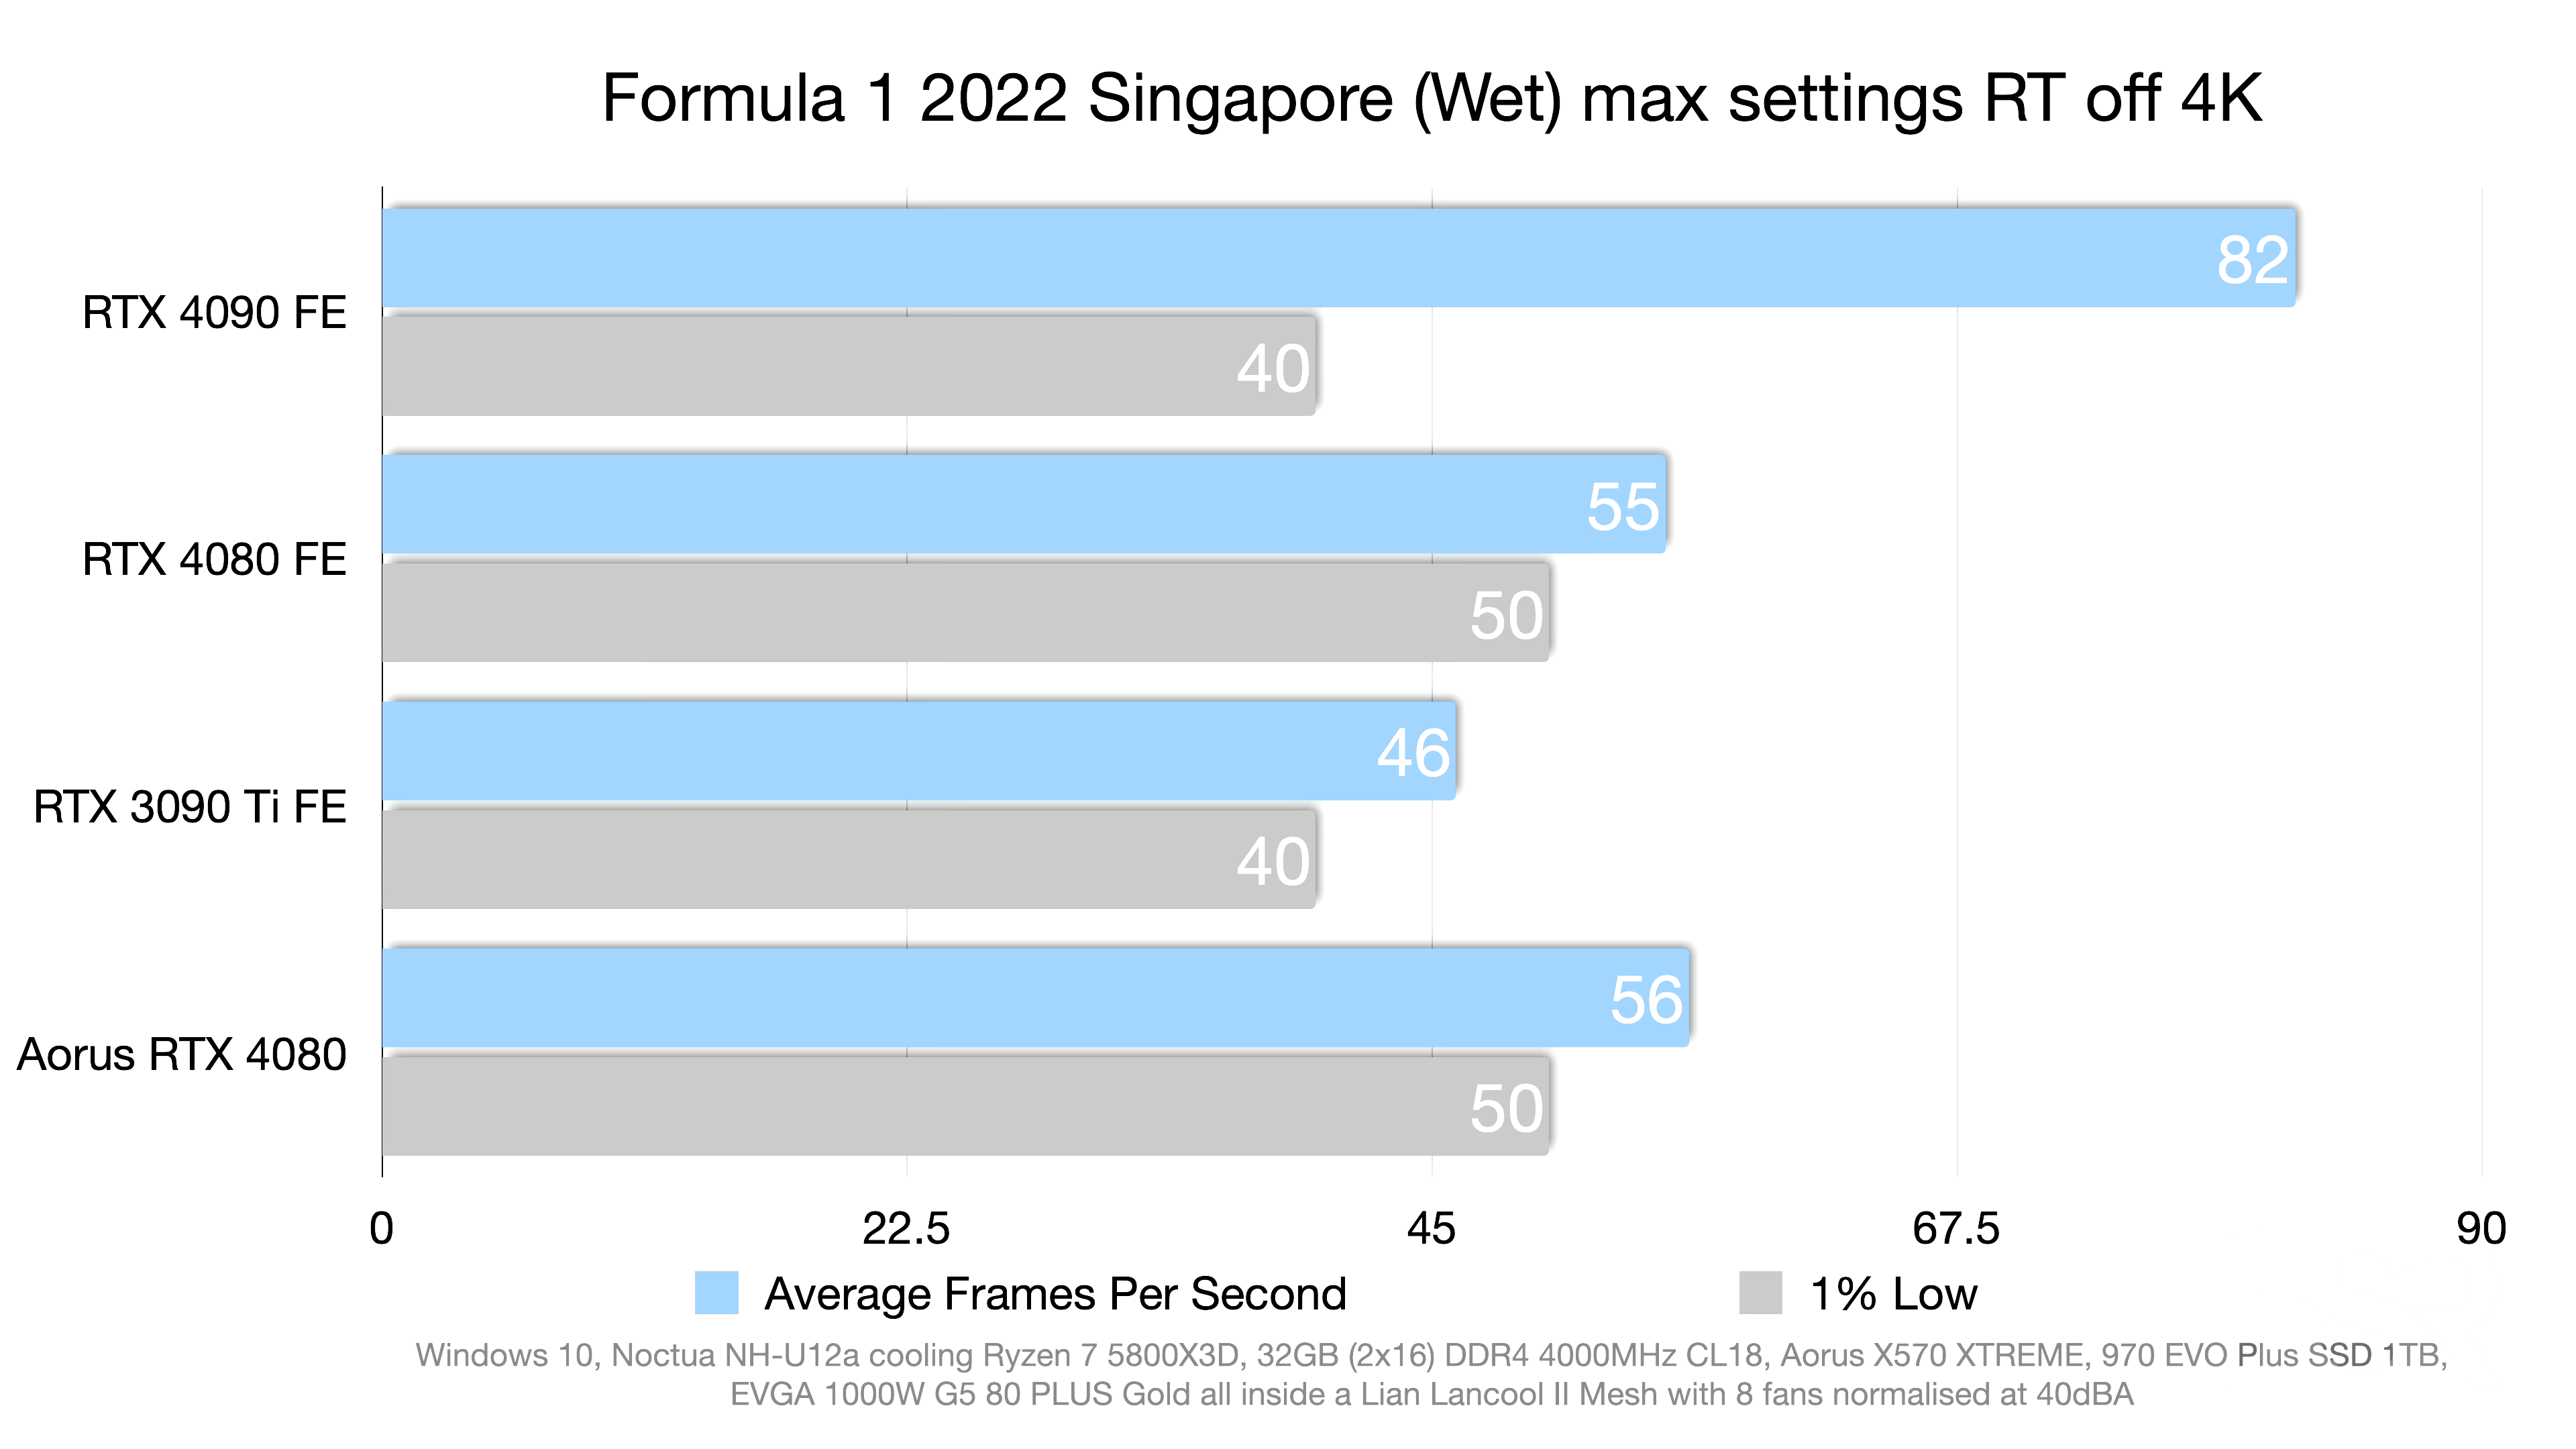 Formula 1 2022 Singapore (Wet) max settings RT off 4K
RTX 4090 FE
82
40
RTX 4080 FE
55
50
RTX 3090 Ti FE
46
40
Aorus RTX 4080
56
50
0 22.5 45 67.5 90
Average Frames Per Second 1% Low
Windows 10, Noctua NH-U12a cooling Ryzen 7 5800X3D, 32GB (2x16) DDR4 4000MHz CL18, Aorus X570 XTREME, 970 EVO Plus SSD 1TB,
EVGA 1000W G5 80 PLUS Gold all inside a Lian Lancool II Mesh with 8 fans normalised at 40dBA